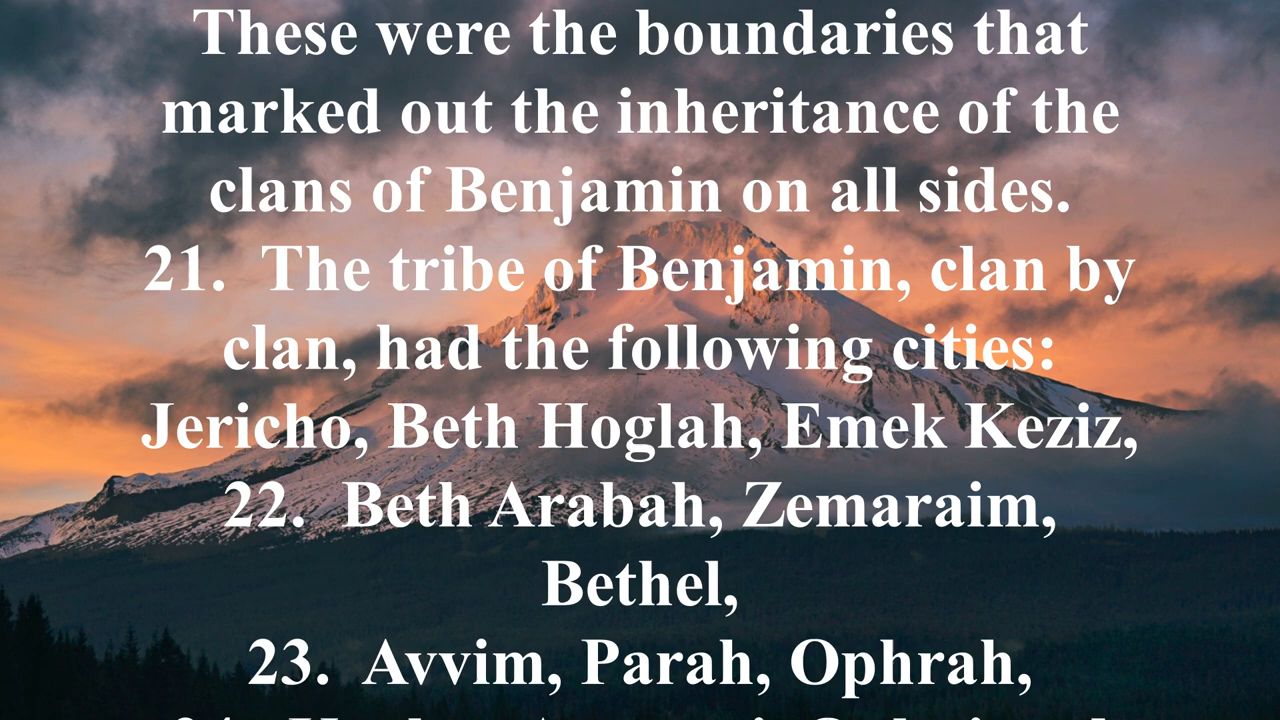 These were the boundaries that
marked out the inheritance of the
clans of Benjamin on all sides.
21. The tribe of Benjamin, clan by
clan, had the following cities:
Jericho, Beth Hoglah, Emek Keziz,
22. Beth Arabah, Zemaraim,
Bethel,
23. Avvim, Parah, Ophrah,